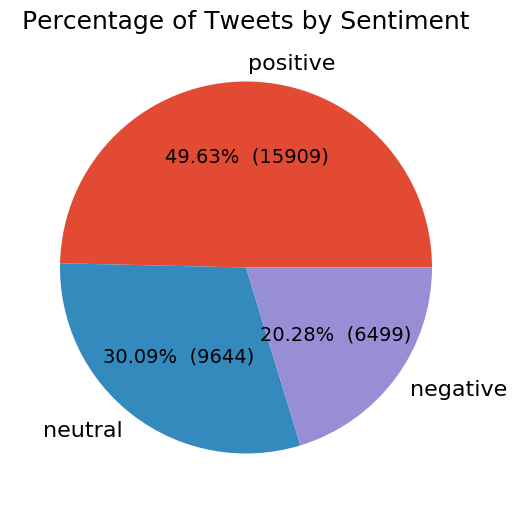 Percentage of Tweets by Sentiment
positive
49.63%  (15909)
20.28%  (6499)
30.09%  (9644)
negative
neutral